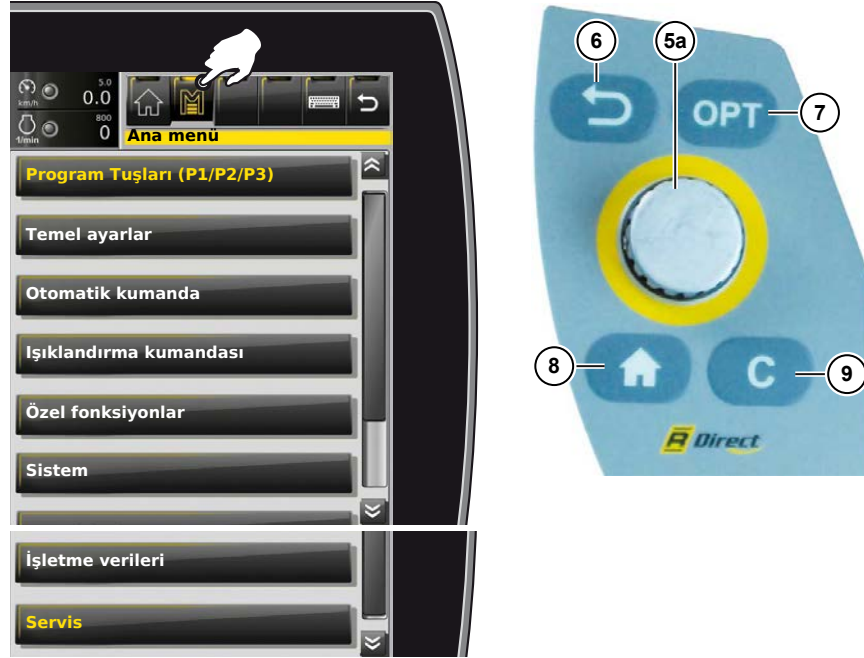 5.0
km/h
0.0
800
1/min
0
Ana menü
Program Tuşları (P1/P2/P3)
Temel ayarlar
Otomatik kumanda
Işıklandırma kumandası
Özel fonksiyonlar
Sistem
İşletme verileri
Servis
6
5a
OPT
7
8
C
9
R Direct